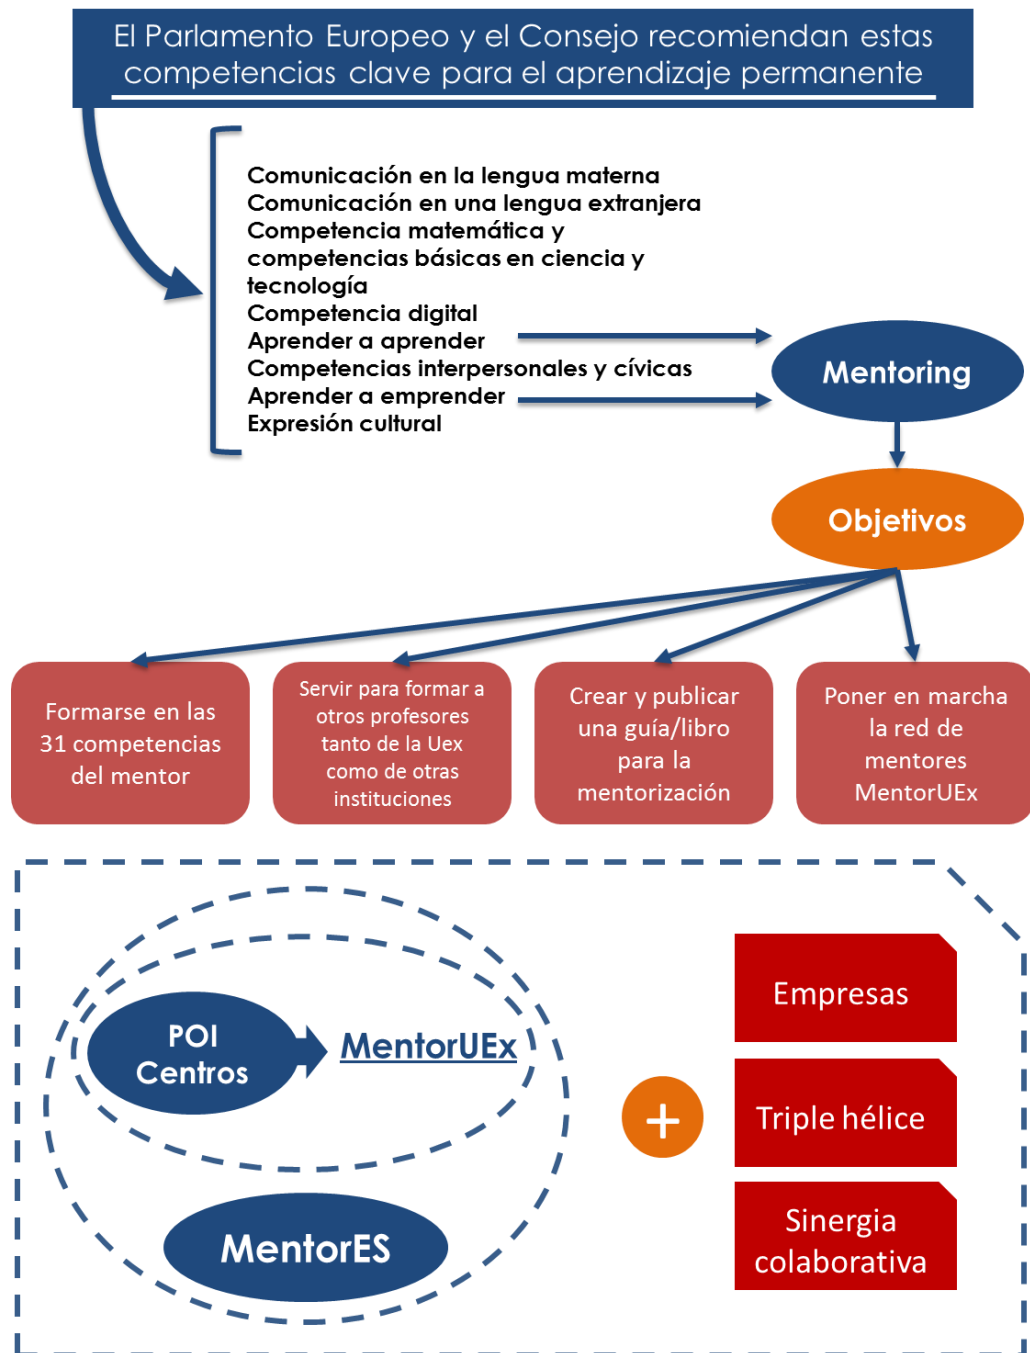 El Parlamento Europeo y el Consejo recomiendan estas
competencias clave para el aprendizaje permanente
Comunicación en la lengua materna
Comunicación en una lengua extranjera
Competencia matemática y
competencias básicas en ciencia y
tecnología
Competencia digital
Aprender a aprender
Competencias interpersonales y cívicas
Aprender a emprender
Expresión cultural
Mentoring
Objetivos
Formarse en las
31 competencias
del mentor
Servir para formar a
otros profesores
tanto de la Uex
como de otras
instituciones
Crear y publicar
una guía/libro
para la
mentorización
Poner en marcha
la red de
mentores
MentorUEx
POI
Centros
MentorUEx
MentorES
+
Empresas
Triple hélice
Sinergia
colaborativa